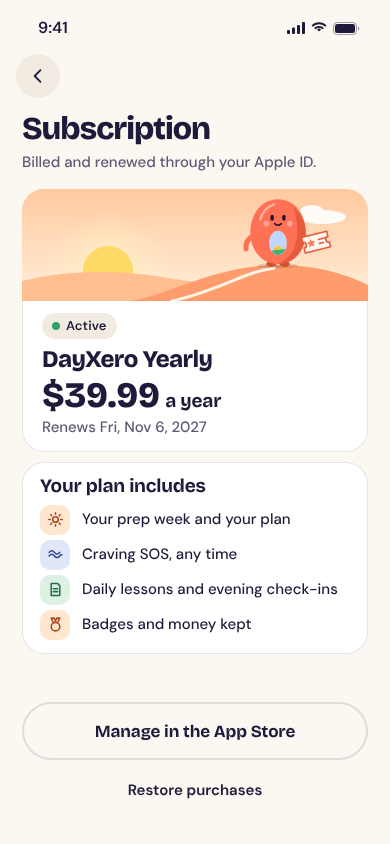 9:41
Subscription
Billed and renewed through your Apple ID.
Active
DayXero Yearly
$39.99 a year
Renews Fri, Nov 6, 2027
Your plan includes
Your prep week and your plan
Craving SOS, any time
Daily lessons and evening check-ins
Badges and money kept
Manage in the App Store
Restore purchases